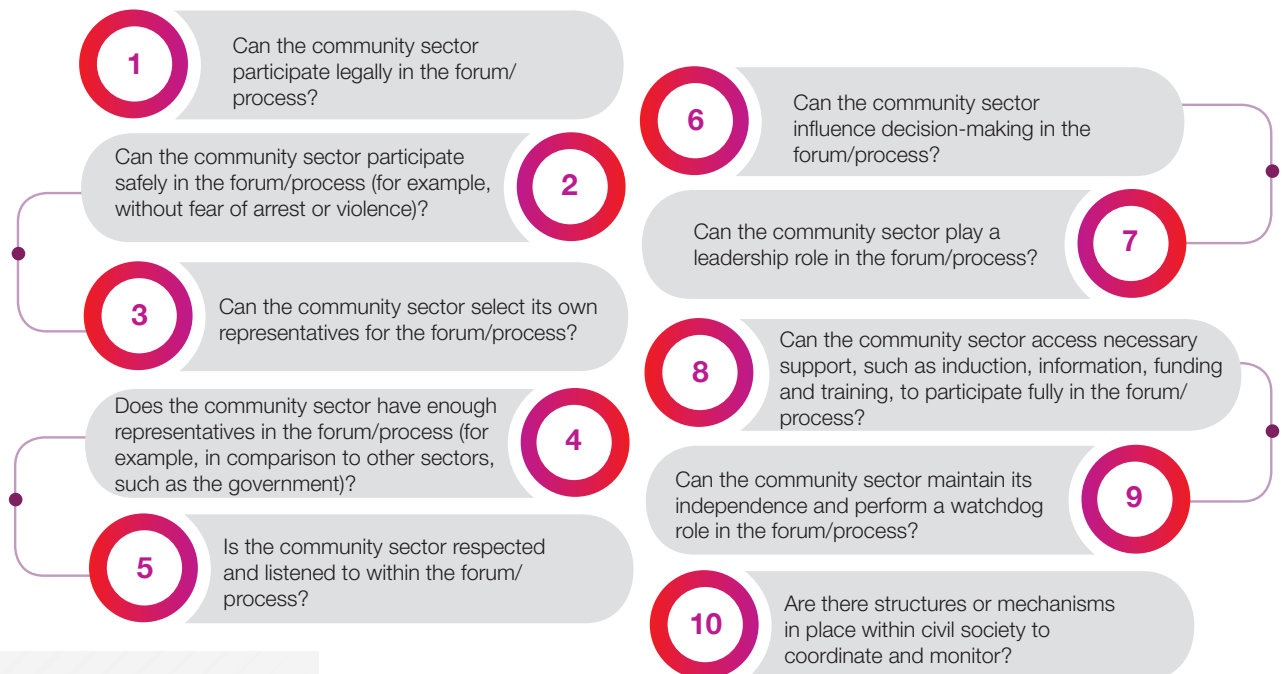 1
Can the community sector
participate legally in the forum/
process?
Can the community sector participate
safely in the forum/process (for example,
without fear of arrest or violence)?
2
3
Can the community sector select its own
representatives for the forum/process?
Does the community sector have enough
representatives in the forum/process (for
example, in comparison to other sectors,
such as the government)?
4
5
Is the community sector respected
and listened to within the forum/
process?
6
Can the community sector
influence decision-making in the
forum/process?
Can the community sector play a
leadership role in the forum/process?
7
8
Can the community sector access necessary
support, such as induction, information, funding
and training, to participate fully in the forum/
process?
Can the community sector maintain its
independence and perform a watchdog
role in the forum/process?
9
10
Are there structures or mechanisms
in place within civil society to
coordinate and monitor?